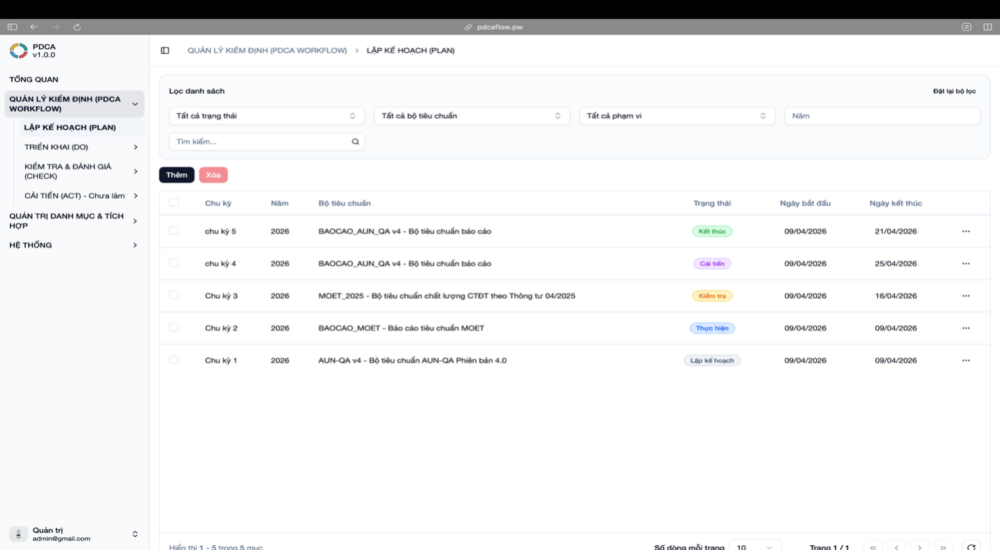 pdcaflow.pw
PDCA
v1.0.0
TỔNG QUAN
QUẢN LÝ KIỂM ĐỊNH (PDCA
WORKFLOW)
LẬP KẾ HOẠCH (PLAN)
TRIỂN KHAI (DO)
KIỂM TRA & ĐÁNH GIÁ
(CHECK)
CẢI TIẾN (ACT) - Chưa làm
QUẢN TRỊ DANH MỤC & TÍCH
HỢP
HỆ THỐNG
Quản trị
admin@gmail.com
QUẢN LÝ KIỂM ĐỊNH (PDCA WORKFLOW) > LẬP KẾ HOẠCH (PLAN)
Lọc danh sách Đặt lại bộ lọc
Tất cả trạng thái Tất cả bộ tiêu chuẩn Tất cả phạm vi Năm
Tìm kiếm...
Thêm Xóa
Chu kỳ Năm Bộ tiêu chuẩn Trạng thái Ngày bắt đầu Ngày kết thúc
chu kỳ 5 2026 BAOCAO_AUN_QA v4 - Bộ tiêu chuẩn báo cáo Kết thúc 09/04/2026 21/04/2026 ...
chu kỳ 4 2026 BAOCAO_AUN_QA v4 - Bộ tiêu chuẩn báo cáo Cải tiến 09/04/2026 25/04/2026 ...
Chu kỳ 3 2026 MOET_2025 - Bộ tiêu chuẩn chất lượng CTĐT theo Thông tư 04/2025 Kiểm tra 09/04/2026 16/04/2026 ...
Chu kỳ 2 2026 BAOCAO_MOET - Báo cáo tiêu chuẩn MOET Thực hiện 09/04/2026 09/04/2026 ...
Chu kỳ 1 2026 AUN-QA v4 - Bộ tiêu chuẩn AUN-QA Phiên bản 4.0 Lập kế hoạch 09/04/2026 09/04/2026 ...
Hiển thị 1 - 5 trong 5 mục Số dòng mỗi trang 10 Trang 1 / 1